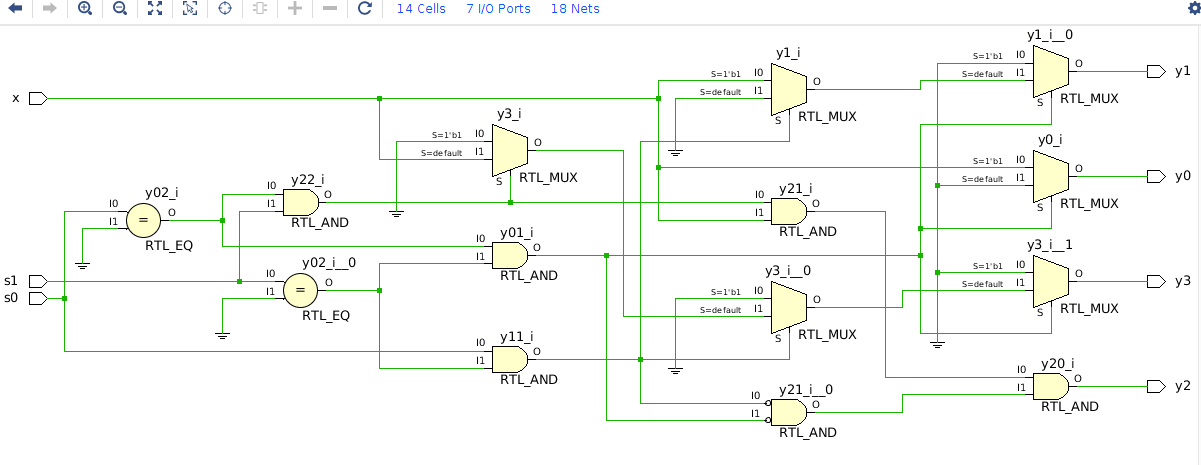 14 Cells 7 I/O Ports 18 Nets
y1_i__0
S=1'b1 I0
O
y1
S=default I1
S
RTL_MUX
y1_i
S=1'b1 I0
O
S=default I1
S
RTL_MUX
x
y3_i
S=1'b1 I0
O
S=default I1
S
RTL_MUX
y0_i
S=1'b1 I0
O
y0
S=default I1
S
RTL_MUX
y22_i
I0
O
I1
RTL_AND
y21_i
I0
O
I1
RTL_AND
y02_i
I0
O
I1
=
RTL_EQ
y01_i
I0
O
I1
RTL_AND
y3_i__1
S=1'b1 I0
O
y3
S=default I1
S
RTL_MUX
s1
s0
y02_i__0
I0
O
I1
=
RTL_EQ
y3_i__0
S=1'b1 I0
O
S=default I1
S
RTL_MUX
y11_i
I0
O
I1
RTL_AND
y20_i
I0
O
I1
y2
RTL_AND
y21_i__0
I0
O
I1
RTL_AND